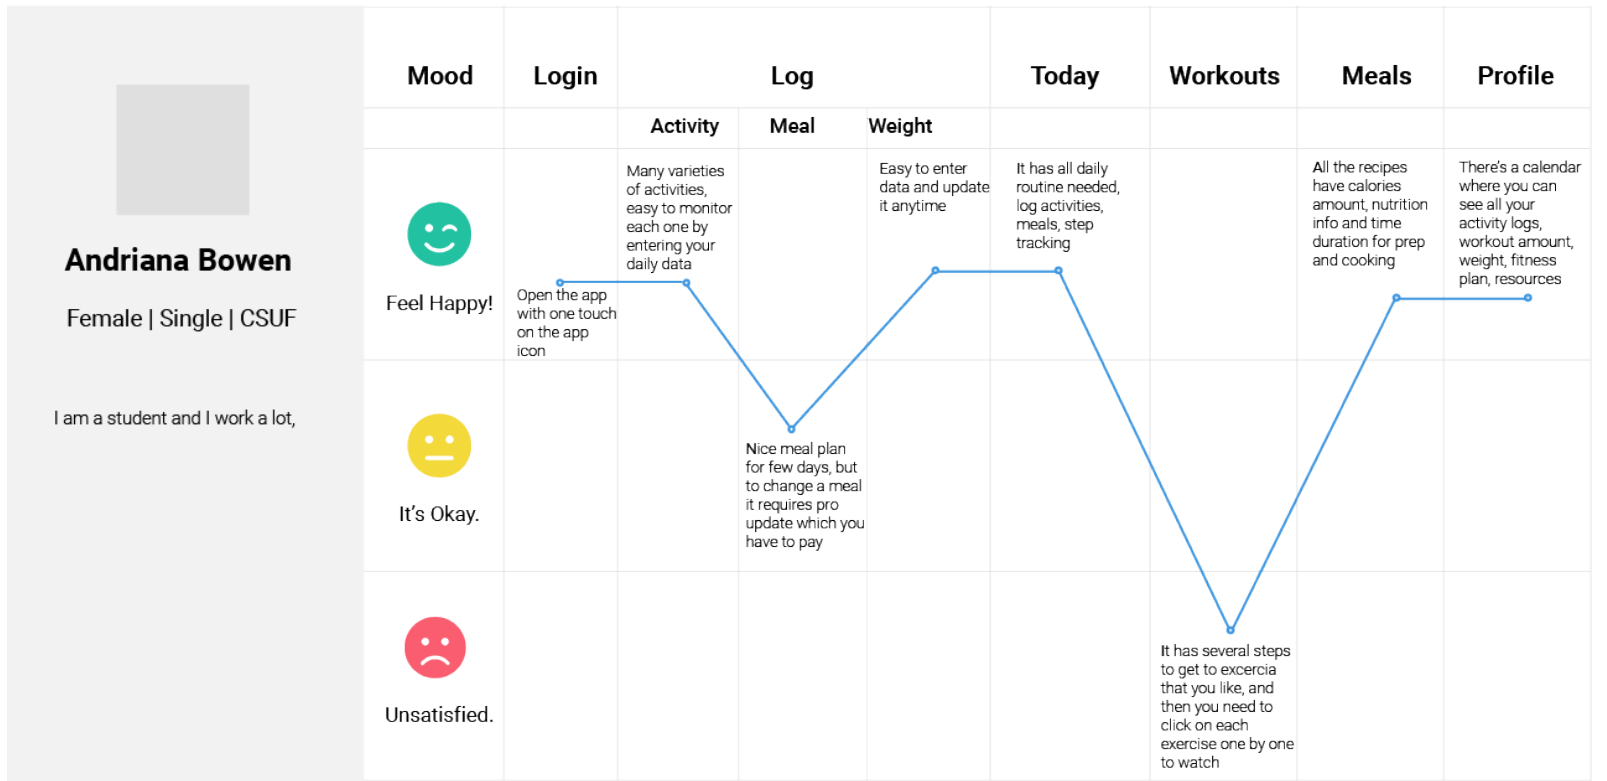 Andriana Bowen
Female | Single | CSUF
I am a student and I work a lot,
Mood
Login
Log
Today
Workouts
Meals
Profile
Activity
Meal
Weight
Feel Happy!
Open the app
with one touch
on the app
icon
Many varieties
of activities,
easy to monitor
each one by
entering your
daily data
Easy to enter
data and update
it anytime
It has all daily
routine needed,
log activities,
meals, step
tracking
All the recipes
have calories
amount, nutrition
info and time
duration for prep
and cooking
There's a calendar
where you can
see all your
activity logs,
workout amount,
weight, fitness
plan, resources
It's Okay.
Nice meal plan
for few days, but
to change a meal
it requires pro
update which you
have to pay
Unsatisfied.
It has several steps
to get to excercia
that you like, and
then you need to
click on each
exercise one by one
to watch